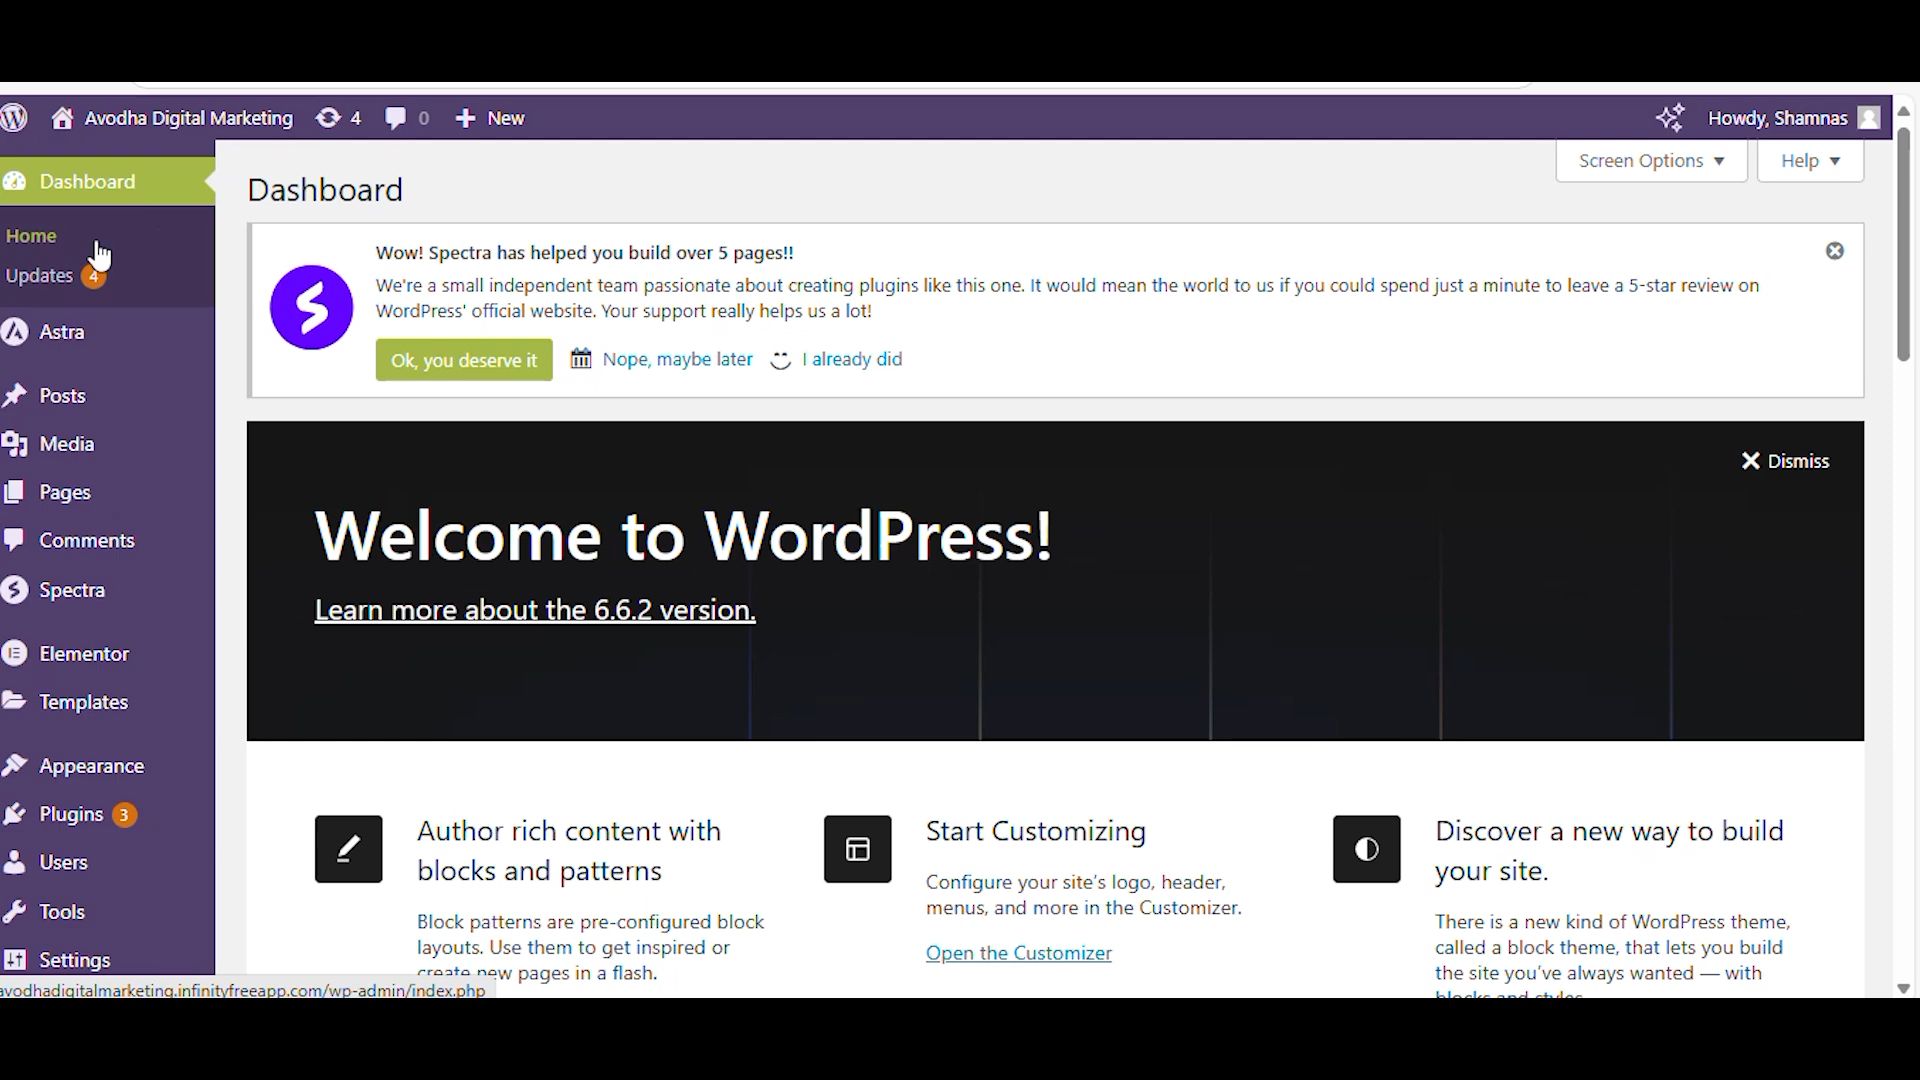 Avodha Digital Marketing 4 0 New Howdy, Shamnas
Screen Options Help
Dashboard
Home
Updates 4
Astra
Posts
Media
Pages
Comments
Spectra
Elementor
Templates
Appearance
Plugins 3
Users
Tools
Settings
avodhadigitalmarketing.infinityfreeapp.com/wp-admin/index.php
Dashboard
Wow! Spectra has helped you build over 5 pages!!
We're a small independent team passionate about creating plugins like this one. It would mean the world to us if you could spend just a minute to leave a 5-star review on
WordPress' official website. Your support really helps us a lot!
Ok, you deserve it Nope, maybe later I already did
Dismiss
Welcome to WordPress!
Learn more about the 6.6.2 version.
Author rich content with
blocks and patterns
Block patterns are pre-configured block
layouts. Use them to get inspired or
create new pages in a flash.
Start Customizing
Configure your site's logo, header,
menus, and more in the Customizer.
Open the Customizer
Discover a new way to build
your site.
There is a new kind of WordPress theme,
called a block theme, that lets you build
the site you've always wanted — with
blocks and styles.